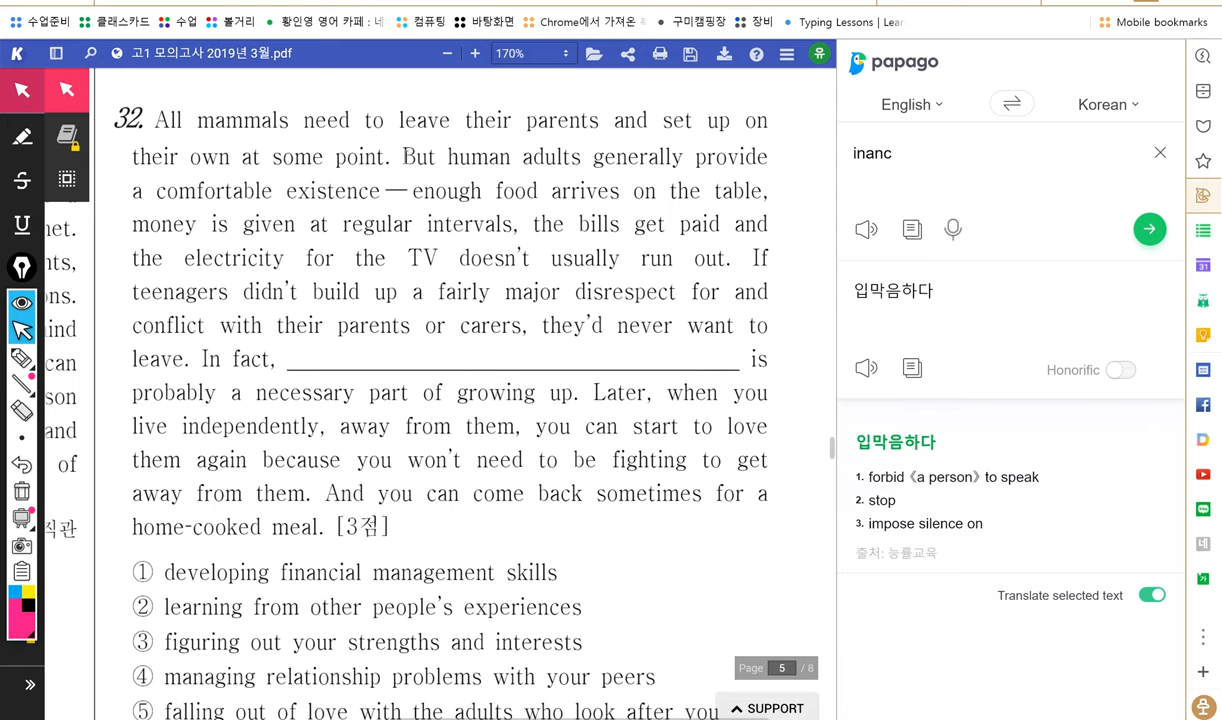 수업준비 클래스카드 수업 볼거리 황인영 영어 카페 : 네 컴퓨팅 바탕화면 Chrome에서 가져온 구미캠핑장 장비 Typing Lessons | Lear Mobile bookmarks
K 고1 모의고사 2019년 3월.pdf 170% 유
papago
English Korean
inanc
입막음하다
Honorific
입막음하다
1. forbid 《a person》 to speak
2. stop
3. impose silence on
출처: 능률교육
Translate selected text
net.
nts,
ons.
ind
can
son
and
of
직관
32. All mammals need to leave their parents and set up on
their own at some point. But human adults generally provide
a comfortable existence — enough food arrives on the table,
money is given at regular intervals, the bills get paid and
the electricity for the TV doesn't usually run out. If
teenagers didn't build up a fairly major disrespect for and
conflict with their parents or carers, they'd never want to
leave. In fact, ________________________________ is
probably a necessary part of growing up. Later, when you
live independently, away from them, you can start to love
them again because you won't need to be fighting to get
away from them. And you can come back sometimes for a
home-cooked meal. [3점]
① developing financial management skills
② learning from other people's experiences
③ figuring out your strengths and interests
④ managing relationship problems with your peers
⑤ falling out of love with the adults who look after you
Page 5 / 8
SUPPORT
31